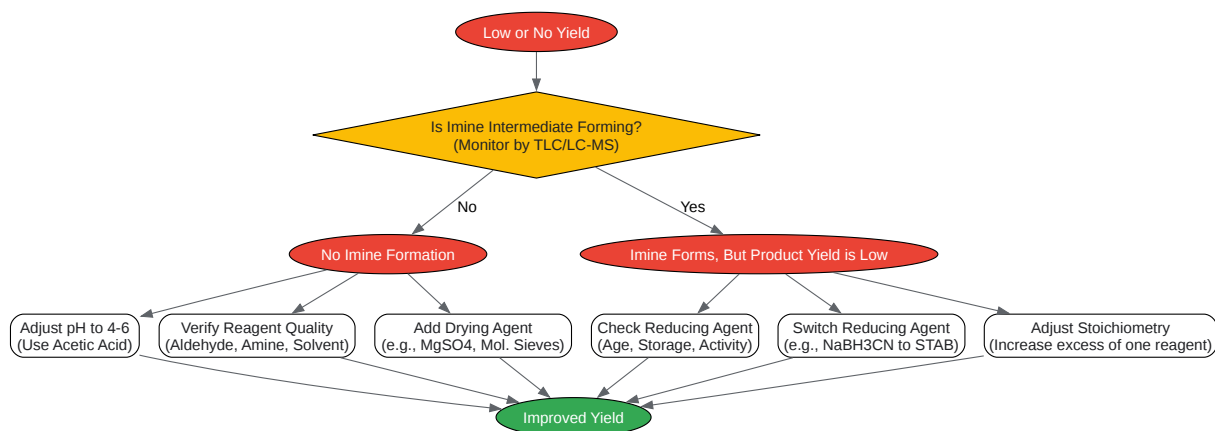 Low or No Yield
Is Imine Intermediate Forming?
(Monitor by TLC/LC-MS)
No
Yes
No Imine Formation
Imine Forms, But Product Yield is Low
Adjust pH to 4-6
(Use Acetic Acid)
Verify Reagent Quality
(Aldehyde, Amine, Solvent)
Add Drying Agent
(e.g., MgSO4, Mol. Sieves)
Check Reducing Agent
(Age, Storage, Activity)
Switch Reducing Agent
(e.g., NaBH3CN to STAB)
Adjust Stoichiometry
(Increase excess of one reagent)
Improved Yield